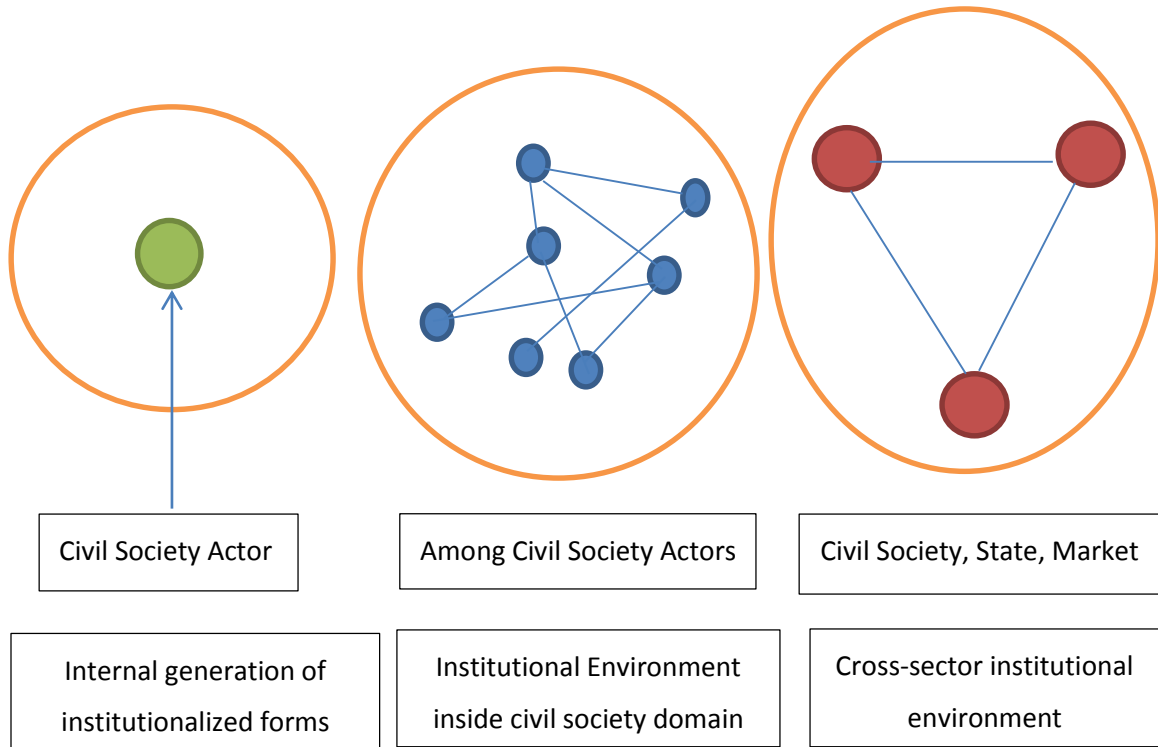 Civil Society Actor
Among Civil Society Actors
Civil Society, State, Market
Internal generation of
institutionalized forms
Institutional Environment
inside civil society domain
Cross-sector institutional
environment